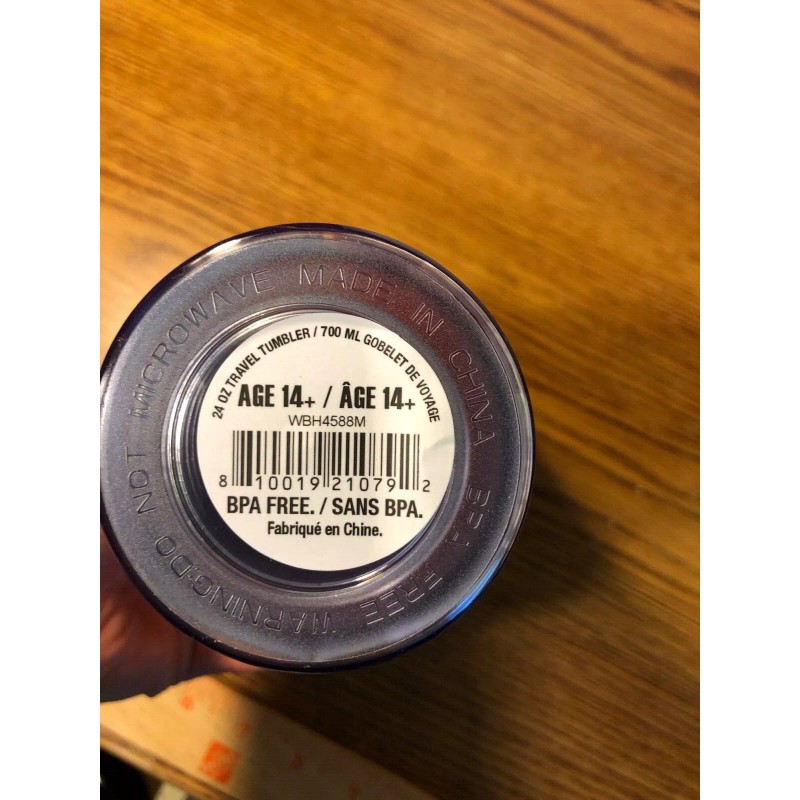 WARNING:DO NOT MICROWAVE MADE IN CHINA BPA FREE
24 OZ TRAVEL TUMBLER / 700 ML GOBELET DE VOYAGE
AGE 14+ / ÂGE 14+
WBH4588M
8 10019 21079 2
BPA FREE. / SANS BPA.
Fabriqué en Chine.